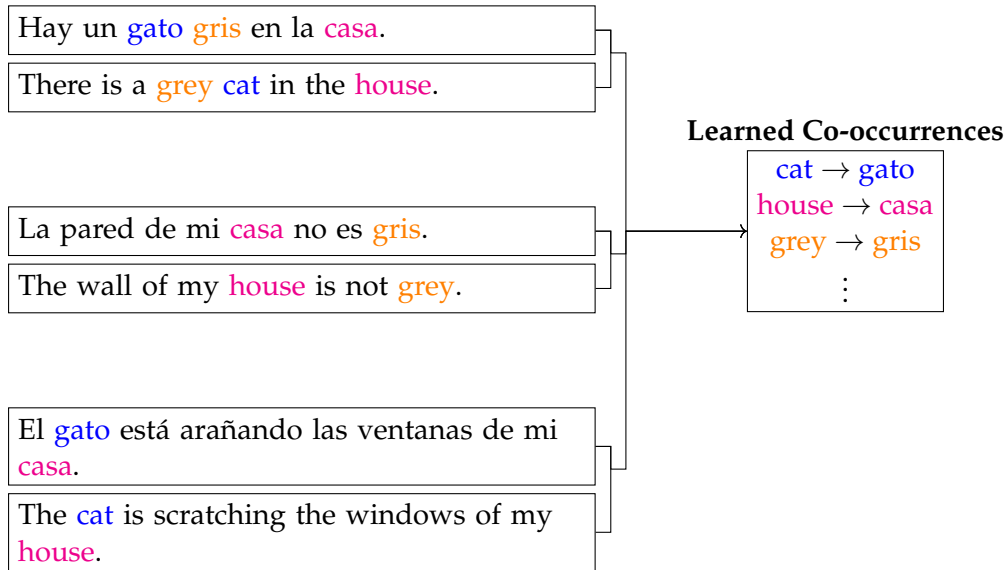 Hay un gato gris en la casa.
There is a grey cat in the house.
Learned Co-occurrences
cat → gato
house → casa
grey → gris
⋮
La pared de mi casa no es gris.
The wall of my house is not grey.
El gato está arañando las ventanas de mi
casa.
The cat is scratching the windows of my
house.